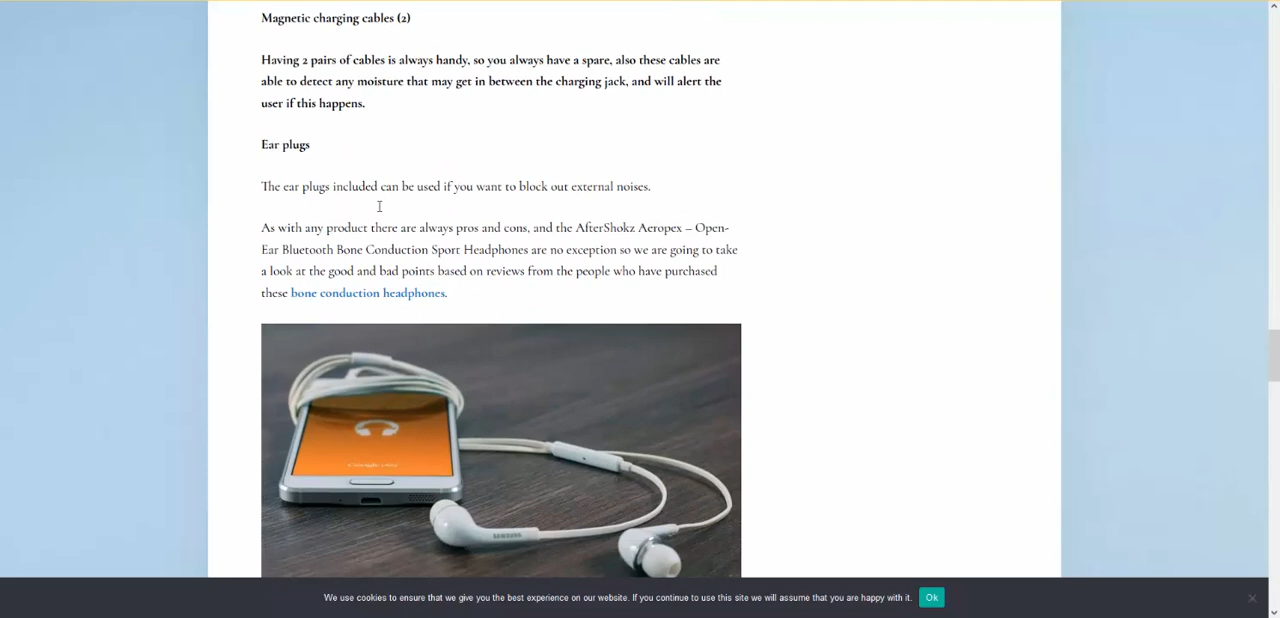 Magnetic charging cables (2)
Having 2 pairs of cables is always handy, so you always have a spare, also these cables are
able to detect any moisture that may get in between the charging jack, and will alert the
user if this happens.
Ear plugs
The ear plugs included can be used if you want to block out external noises.
As with any product there are always pros and cons, and the AfterShokz Aeropex – Open-
Ear Bluetooth Bone Conduction Sport Headphones are no exception so we are going to take
a look at the good and bad points based on reviews from the people who have purchased
these bone conduction headphones.
SAMSUNG
We use cookies to ensure that we give you the best experience on our website. If you continue to use this site we will assume that you are happy with it.
Ok